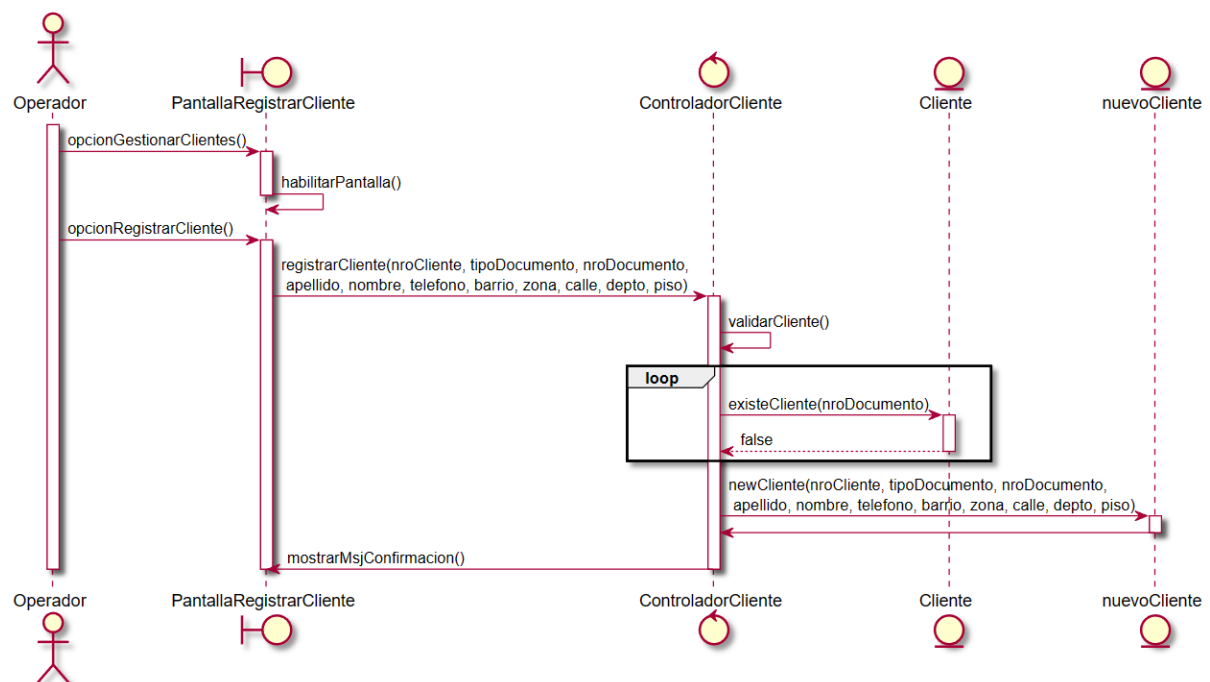 Operador
PantallaRegistrarCliente
ControladorCliente
Cliente
nuevoCliente
opcionGestionarClientes()
habilitarPantalla()
opcionRegistrarCliente()
registrarCliente(nroCliente, tipoDocumento, nroDocumento,
apellido, nombre, telefono, barrio, zona, calle, depto, piso)
validarCliente()
loop
existeCliente(nroDocumento)
false
newCliente(nroCliente, tipoDocumento, nroDocumento,
apellido, nombre, telefono, barrio, zona, calle, depto, piso)
mostrarMsjConfirmacion()
Operador
PantallaRegistrarCliente
ControladorCliente
Cliente
nuevoCliente